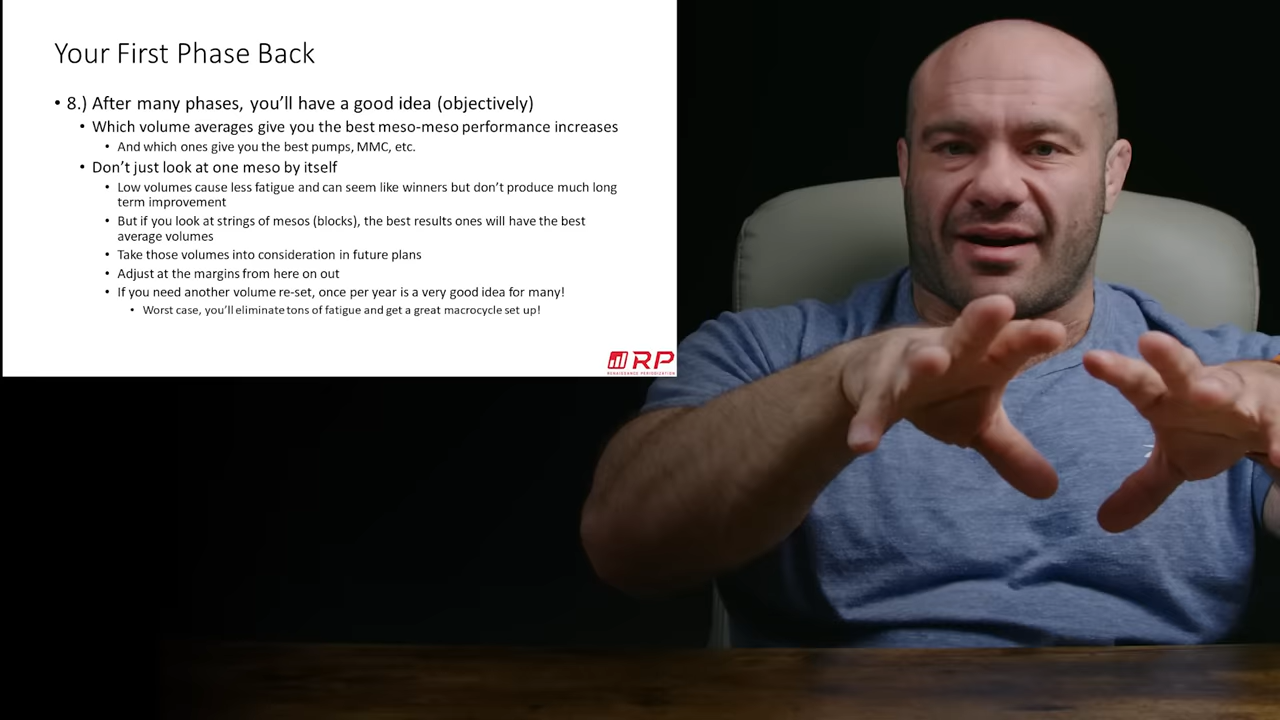 Your First Phase Back
• 8.) After many phases, you'll have a good idea (objectively)
• Which volume averages give you the best meso-meso performance increases
• And which ones give you the best pumps, MMC, etc.
• Don't just look at one meso by itself
• Low volumes cause less fatigue and can seem like winners but don't produce much long
term improvement
• But if you look at strings of mesos (blocks), the best results ones will have the best
average volumes
• Take those volumes into consideration in future plans
• Adjust at the margins from here on out
• If you need another volume re-set, once per year is a very good idea for many!
• Worst case, you'll eliminate tons of fatigue and get a great macrocycle set up!
RP
RENAISSANCE PERIODIZATION